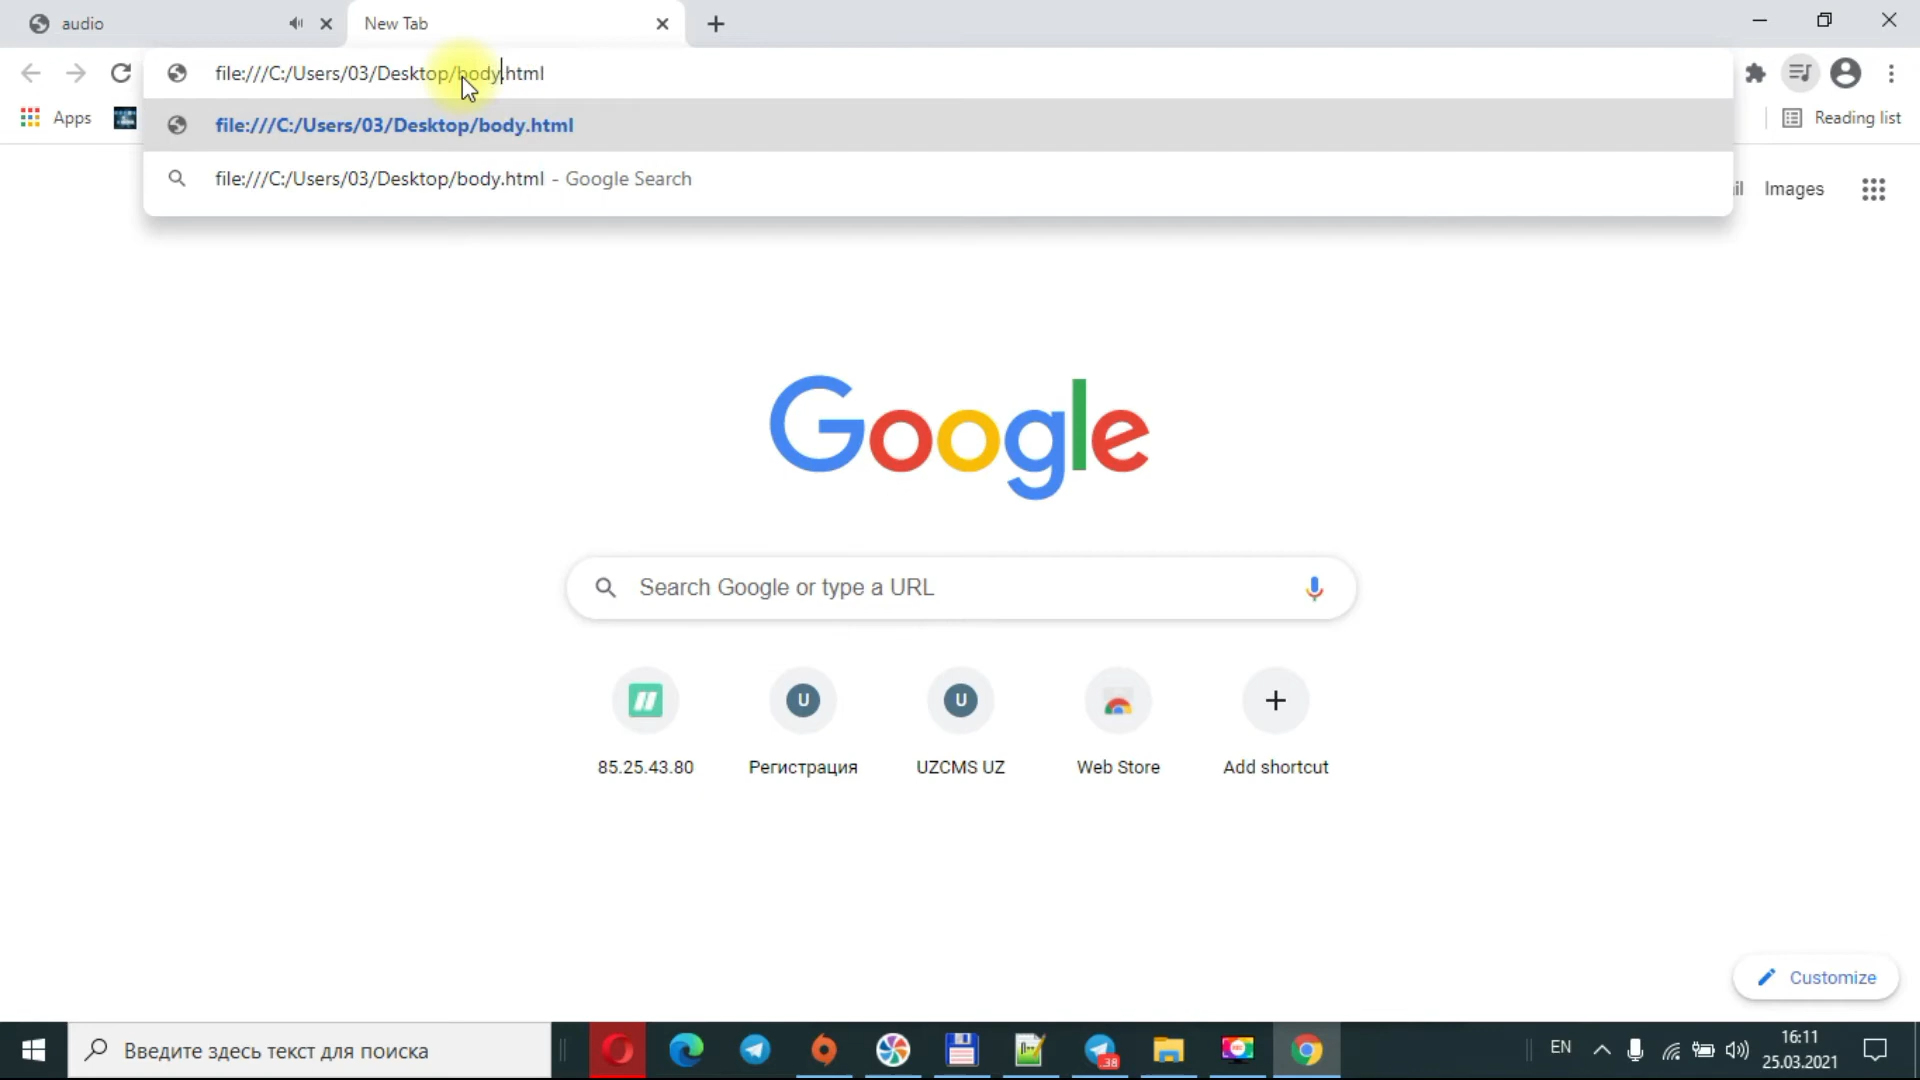 audio
New Tab
file:///C:/Users/03/Desktop/body.html
Apps
file:///C:/Users/03/Desktop/body.html
Reading list
file:///C:/Users/03/Desktop/body.html - Google Search
il Images
Google
Search Google or type a URL
U
U
85.25.43.80
Регистрация
UZCMS UZ
Web Store
Add shortcut
Customize
Введите здесь текст для поиска
38
EN
16:11
25.03.2021